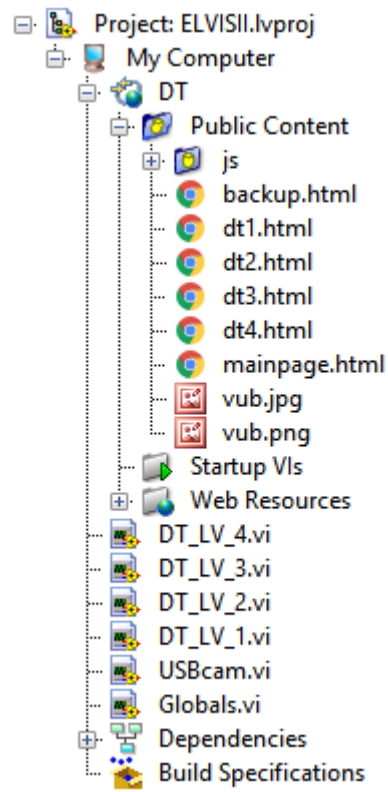 Project: ELVISII.lvproj
My Computer
DT
Public Content
js
backup.html
dt1.html
dt2.html
dt3.html
dt4.html
mainpage.html
vub.jpg
vub.png
Startup VIs
Web Resources
DT_LV_4.vi
DT_LV_3.vi
DT_LV_2.vi
DT_LV_1.vi
USBcam.vi
Globals.vi
Dependencies
Build Specifications